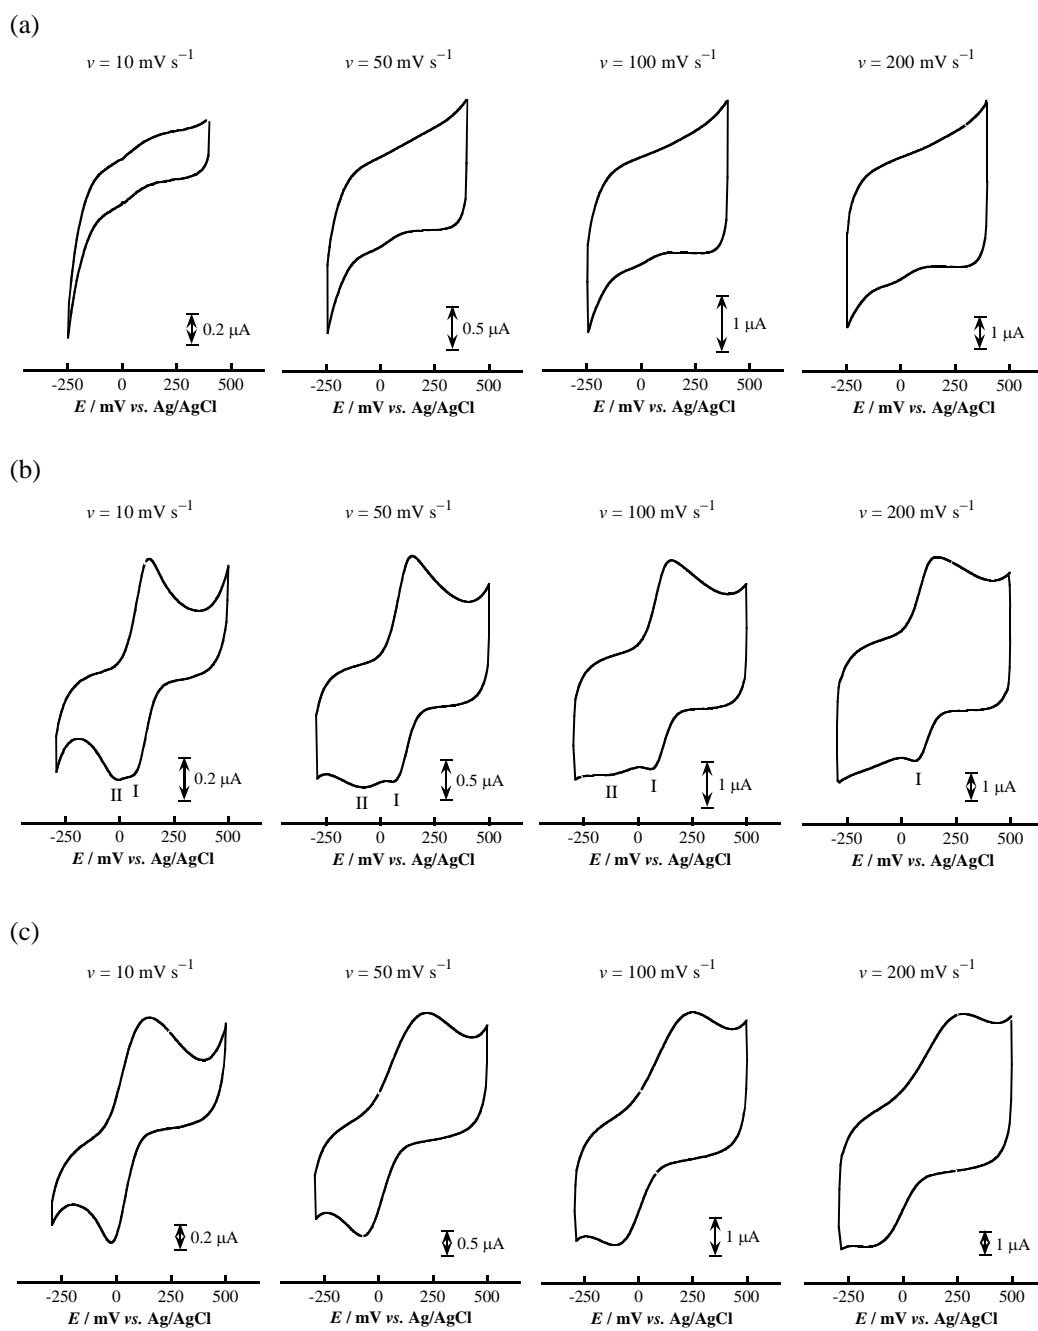 (a)
v = 10 mV s⁻¹ v = 50 mV s⁻¹ v = 100 mV s⁻¹ v = 200 mV s⁻¹
0.2 µA 0.5 µA 1 µA 1 µA
-250 0 250 500 -250 0 250 500 -250 0 250 500 -250 0 250 500
E / mV vs. Ag/AgCl E / mV vs. Ag/AgCl E / mV vs. Ag/AgCl E / mV vs. Ag/AgCl
(b)
v = 10 mV s⁻¹ v = 50 mV s⁻¹ v = 100 mV s⁻¹ v = 200 mV s⁻¹
II I 0.2 µA II I 0.5 µA II I 1 µA I 1 µA
-250 0 250 500 -250 0 250 500 -250 0 250 500 -250 0 250 500
E / mV vs. Ag/AgCl E / mV vs. Ag/AgCl E / mV vs. Ag/AgCl E / mV vs. Ag/AgCl
(c)
v = 10 mV s⁻¹ v = 50 mV s⁻¹ v = 100 mV s⁻¹ v = 200 mV s⁻¹
0.2 µA 0.5 µA 1 µA 1 µA
-250 0 250 500 -250 0 250 500 -250 0 250 500 -250 0 250 500
E / mV vs. Ag/AgCl E / mV vs. Ag/AgCl E / mV vs. Ag/AgCl E / mV vs. Ag/AgCl